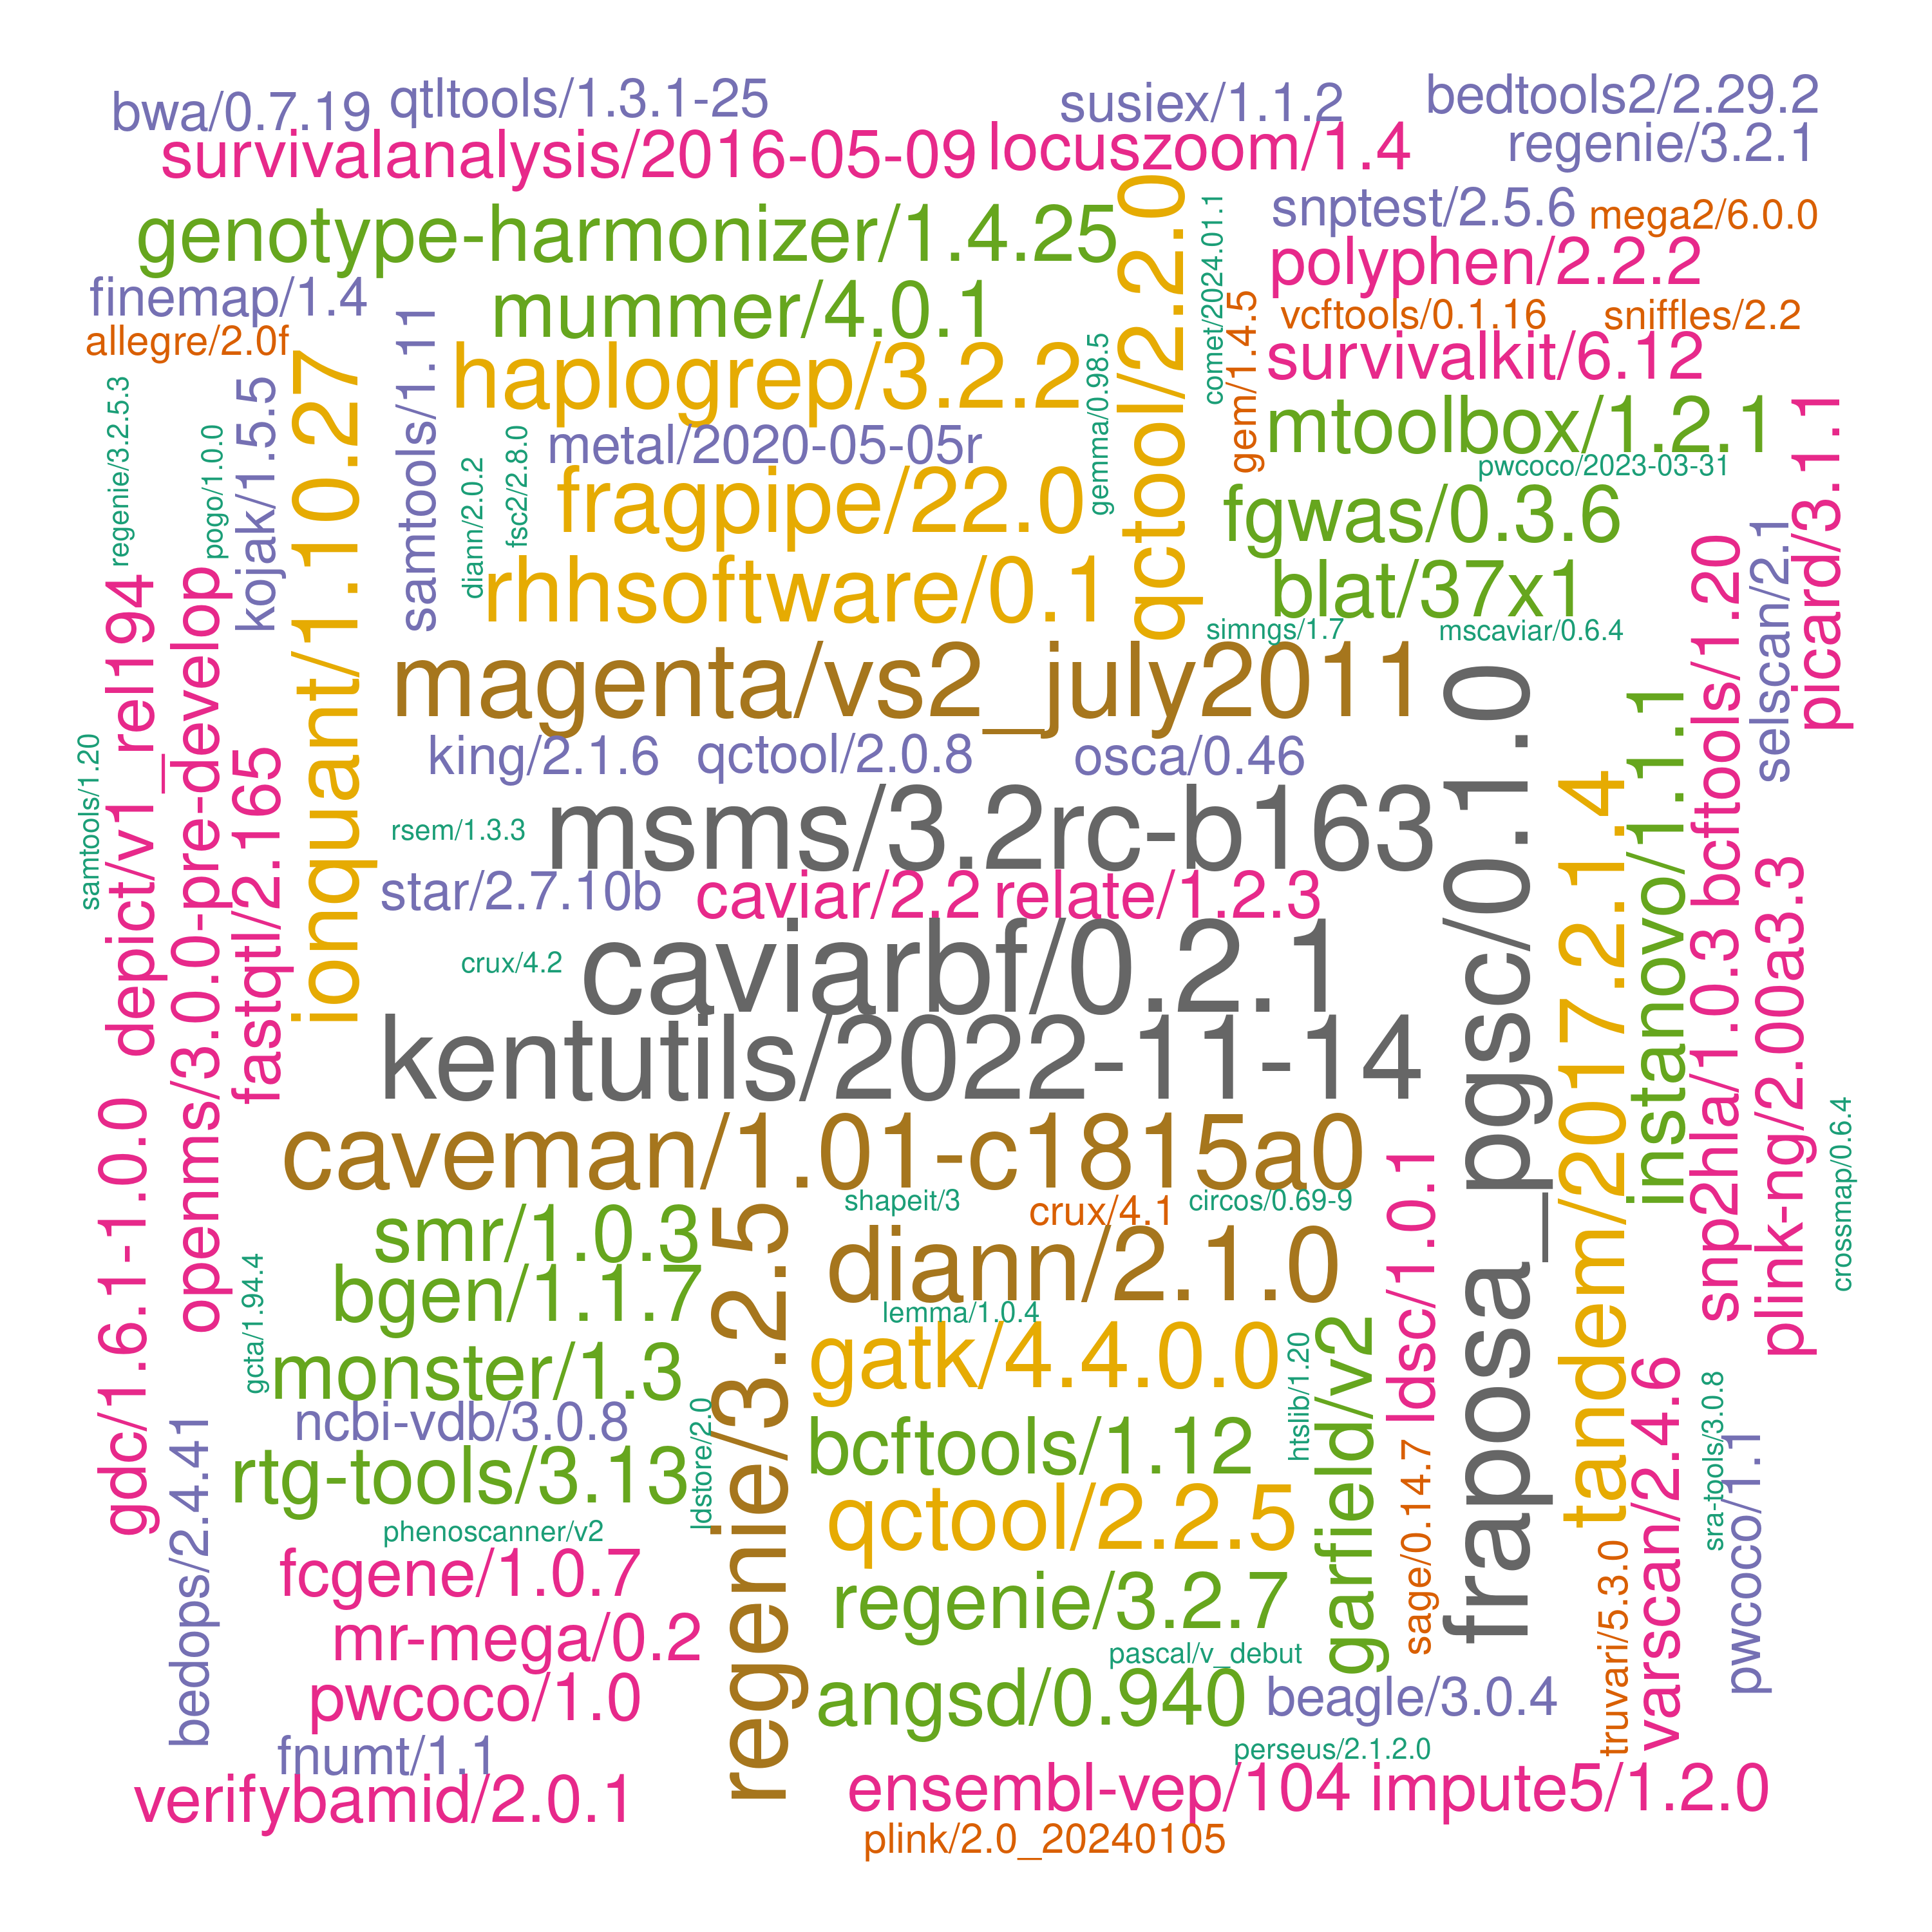 bwa/0.7.19
qtltools/1.3.1-25
susiex/1.1.2
bedtools2/2.29.2
survivalanalysis/2016-05-09
locuszoom/1.4
regenie/3.2.1
genotype-harmonizer/1.4.25
qctool/2.2.0
comet/2024.01.1
snptest/2.5.6
mega2/6.0.0
polyphen/2.2.2
finemap/1.4
mummer/4.0.1
gem/1.4.5
vcftools/0.1.16
sniffles/2.2
allegre/2.0f
samtools/1.11
haplogrep/3.2.2
gemma/0.98.5
survivalkit/6.12
regenie/3.2.5.3
pogo/1.0.0
kojak/1.5.5
ionquant/1.10.27
diann/2.0.2
fsc2/2.8.0
metal/2020-05-05r
mtoolbox/1.2.1
pwcoco/2023-03-31
picard/3.1.1
fragpipe/22.0
fgwas/0.3.6
selscan/2.1
rhhsoftware/0.1
blat/37x1
bcftools/1.20
simngs/1.7
mscaviar/0.6.4
depict/v1_rel194
openms/3.0.0-pre-develop
magenta/vs2_july2011
frapposa_pgsc/0.1.0
instanovo/1.1.1
fastqtl/2.165
king/2.1.6
qctool/2.0.8
osca/0.46
tandem/2017.2.1.4
samtools/1.20
rsem/1.3.3
msms/3.2rc-b163
star/2.7.10b
caviar/2.2
relate/1.2.3
snp2hla/1.0.3
plink-ng/2.00a3.3
crux/4.2
caviarbf/0.2.1
kentutils/2022-11-14
gdc/1.6.1-1.0.0
caveman/1.01-c1815a0
ldsc/1.0.1
crossmap/0.6.4
shapeit/3
crux/4.1
circos/0.69-9
smr/1.0.3
regenie/3.2.5
diann/2.1.0
gcta/1.94.4
bgen/1.1.7
lemma/1.0.4
gatk/4.4.0.0
htslib/1.20
garfield/v2
monster/1.3
varscan/2.4.6
sra-tools/3.0.8
bedops/2.4.41
ncbi-vdb/3.0.8
ldstore/2.0
bcftools/1.12
sage/0.14.7
pwcoco/1.1
rtg-tools/3.13
qctool/2.2.5
phenoscanner/v2
truvari/5.3.0
fcgene/1.0.7
regenie/3.2.7
mr-mega/0.2
pascal/v_debut
pwcoco/1.0
angsd/0.940
beagle/3.0.4
fnumt/1.1
perseus/2.1.2.0
verifybamid/2.0.1
ensembl-vep/104
impute5/1.2.0
plink/2.0_20240105